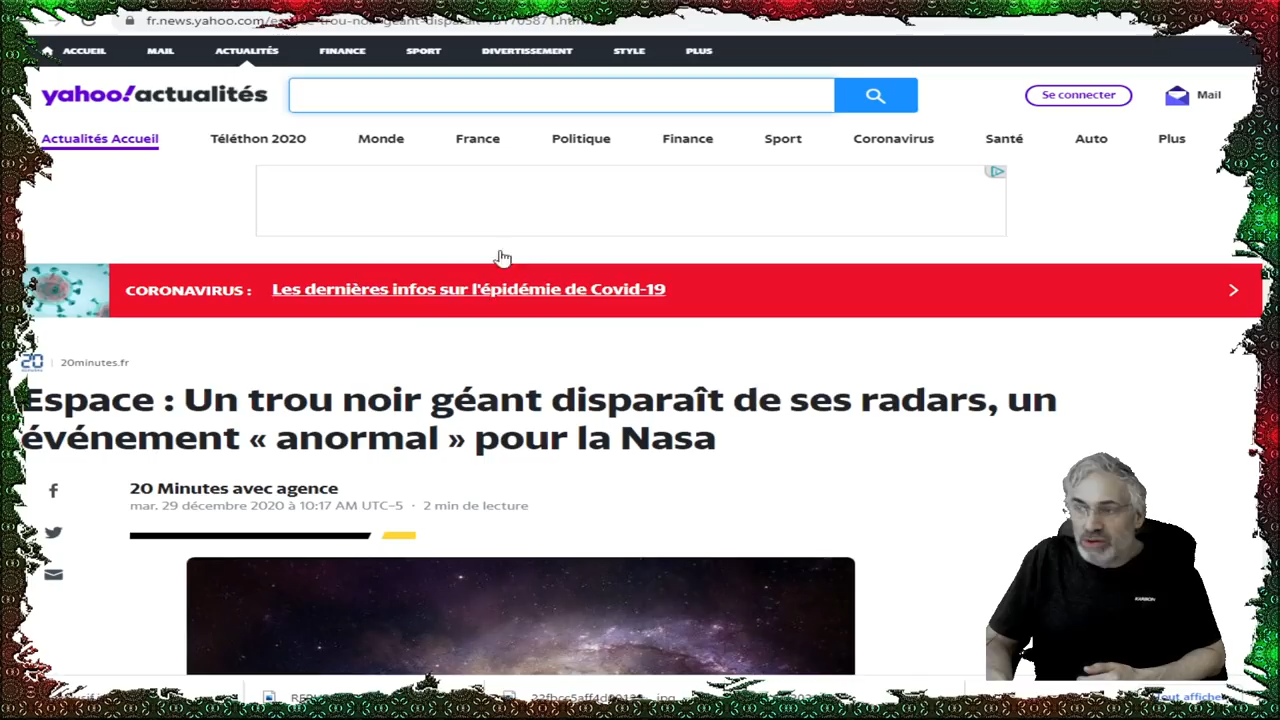 fr.news.yahoo.com/
ACCUEIL MAIL ACTUALITÉS FINANCE SPORT DIVERTISSEMENT STYLE PLUS
yahoo!actualités Se connecter Mail
Actualités Accueil Téléthon 2020 Monde France Politique Finance Sport Coronavirus Santé Auto Plus
CORONAVIRUS : Les dernières infos sur l'épidémie de Covid-19
20 20minutes.fr
Espace : Un trou noir géant disparaît de ses radars, un
événement « anormal » pour la Nasa
20 Minutes avec agence
mar. 29 décembre 2020 à 10:17 AM UTC−5 · 2 min de lecture